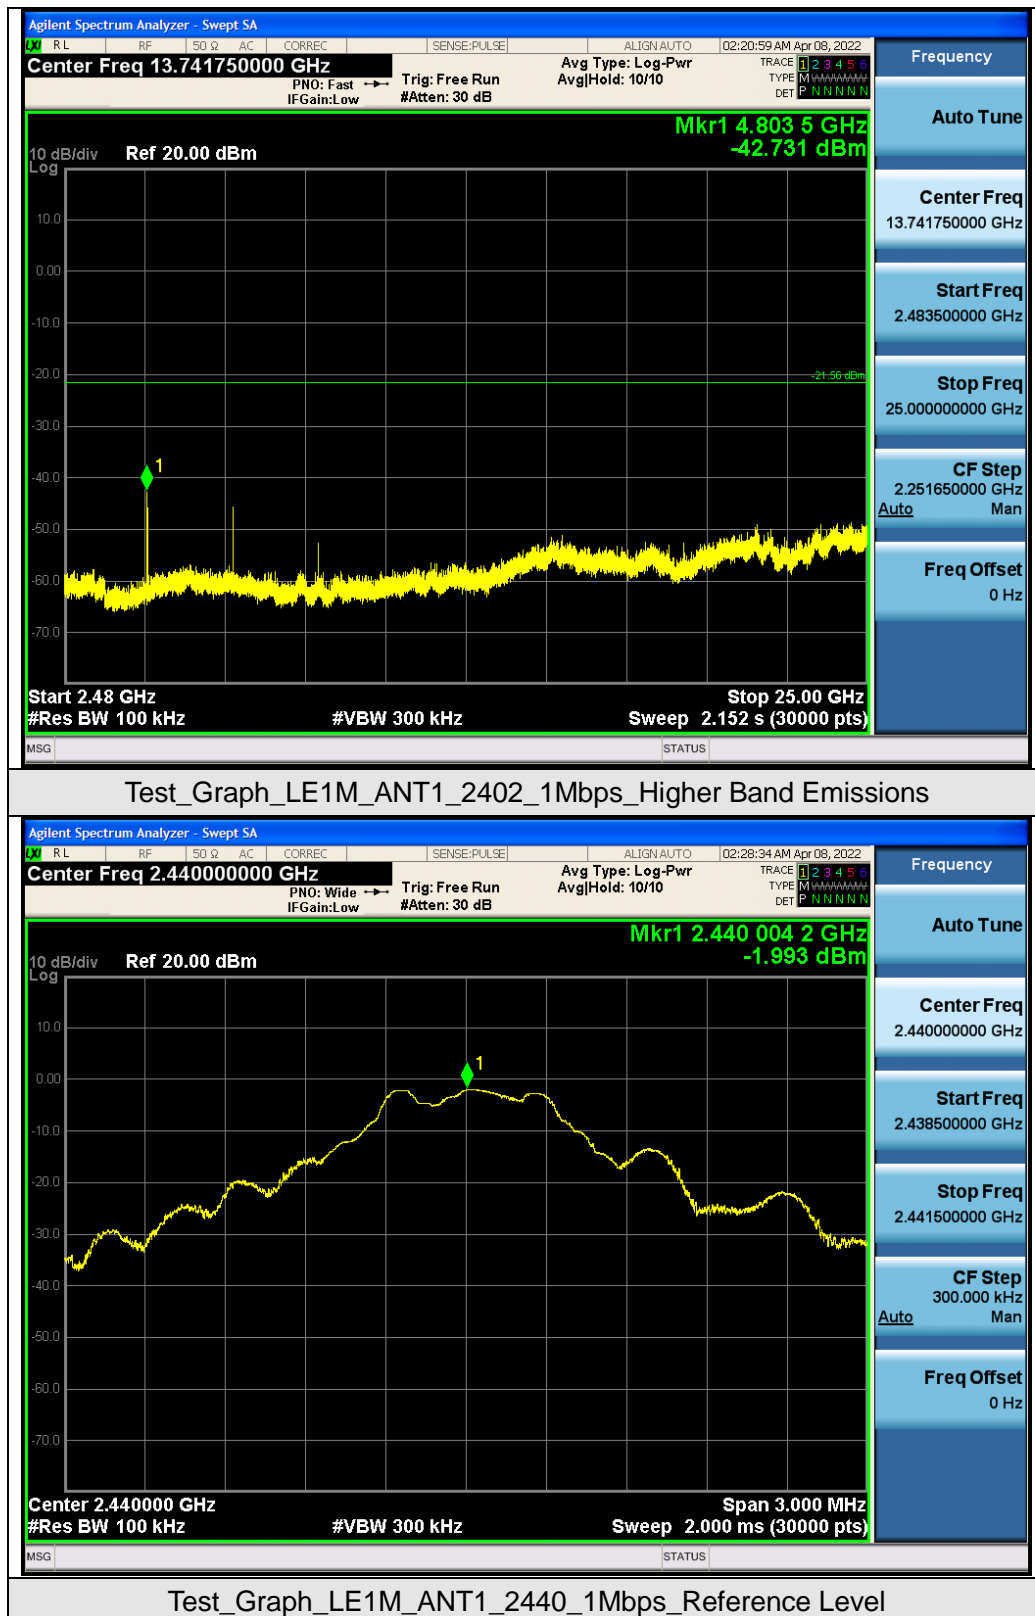 Agilent Spectrum Analyzer - Swept SA
LXI RL RF 50 Ω AC CORREC SENSE:PULSE ALIGN AUTO 02:20:59 AM Apr 08, 2022
Center Freq 13.741750000 GHz
PNO: Fast
IFGain:Low
Trig: Free Run
#Atten: 30 dB
Avg Type: Log-Pwr
Avg|Hold: 10/10
TRACE 1 2 3 4 5 6
TYPE M
DET P N N N N N
Frequency
Auto Tune
Mkr1 4.803 5 GHz
-42.731 dBm
10 dB/div Ref 20.00 dBm
Log
10.0
0.00
-10.0
-20.0
-30.0
-40.0
-50.0
-60.0
-70.0
1
Center Freq
13.741750000 GHz
Start Freq
2.483500000 GHz
Stop Freq
25.000000000 GHz
CF Step
2.251650000 GHz
Auto Man
Freq Offset
0 Hz
Start 2.48 GHz Stop 25.00 GHz
#Res BW 100 kHz #VBW 300 kHz Sweep 2.152 s (30000 pts)
MSG STATUS
Test_Graph_LE1M_ANT1_2402_1Mbps_Higher Band Emissions
Agilent Spectrum Analyzer - Swept SA
LXI RL RF 50 Ω AC CORREC SENSE:PULSE ALIGN AUTO 02:28:34 AM Apr 08, 2022
Center Freq 2.440000000 GHz
PNO: Wide
IFGain:Low
Trig: Free Run
#Atten: 30 dB
Avg Type: Log-Pwr
Avg|Hold: 10/10
TRACE 1 2 3 4 5 6
TYPE M
DET P N N N N N
Frequency
Auto Tune
Mkr1 2.440 004 2 GHz
-1.993 dBm
10 dB/div Ref 20.00 dBm
Log
10.0
0.00
-10.0
-20.0
-30.0
-40.0
-50.0
-60.0
-70.0
1
Center Freq
2.440000000 GHz
Start Freq
2.438500000 GHz
Stop Freq
2.441500000 GHz
CF Step
300.000 kHz
Auto Man
Freq Offset
0 Hz
Center 2.440000 GHz Span 3.000 MHz
#Res BW 100 kHz #VBW 300 kHz Sweep 2.000 ms (30000 pts)
MSG STATUS
Test_Graph_LE1M_ANT1_2440_1Mbps_Reference Level